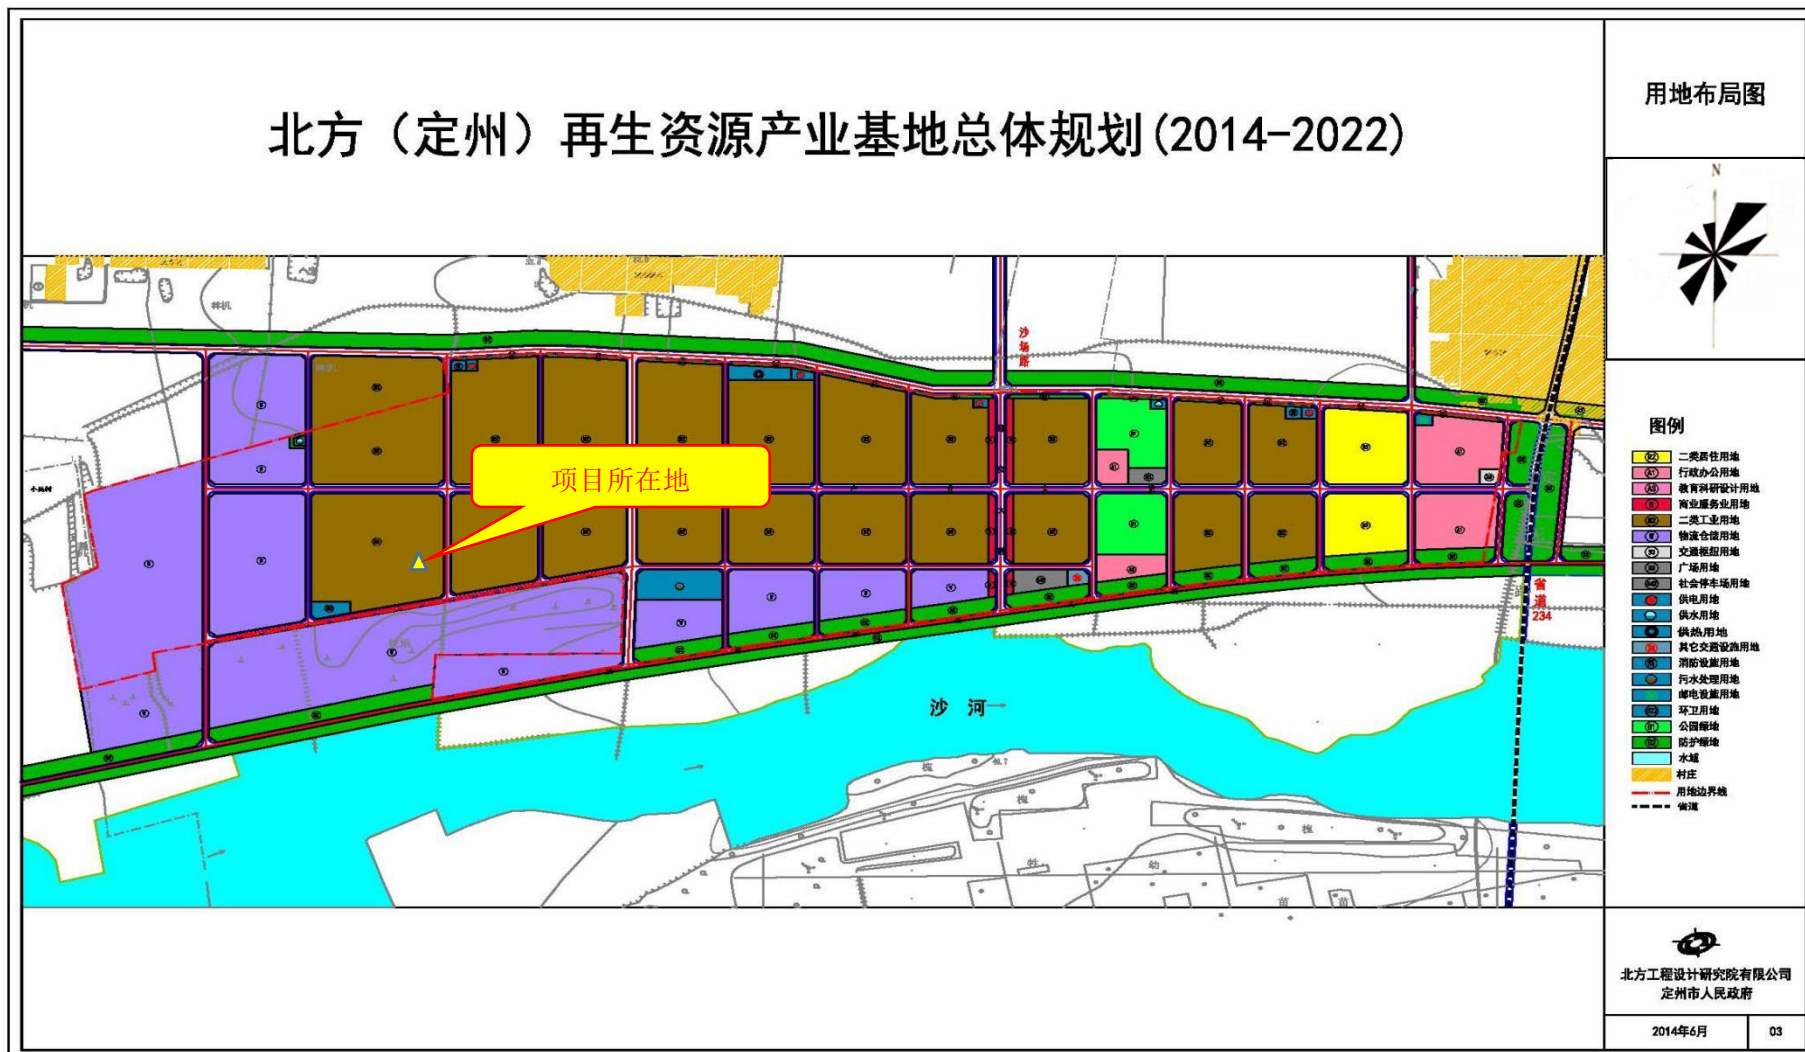 北方（定州）再生资源产业基地总体规划(2014-2022)
用地布局图
N
沙场路
项目所在地
小吴村
省道
234
沙 河
图例
二类居住用地
行政办公用地
教育科研设计用地
商业服务业用地
二类工业用地
物流仓储用地
交通枢纽用地
广场用地
社会停车场用地
供电用地
供水用地
供热用地
其它交通设施用地
消防设施用地
污水处理用地
邮电设施用地
环卫用地
公园绿地
防护绿地
水域
村庄
用地边界线
省道
北方工程设计研究院有限公司
定州市人民政府
2014年6月
03